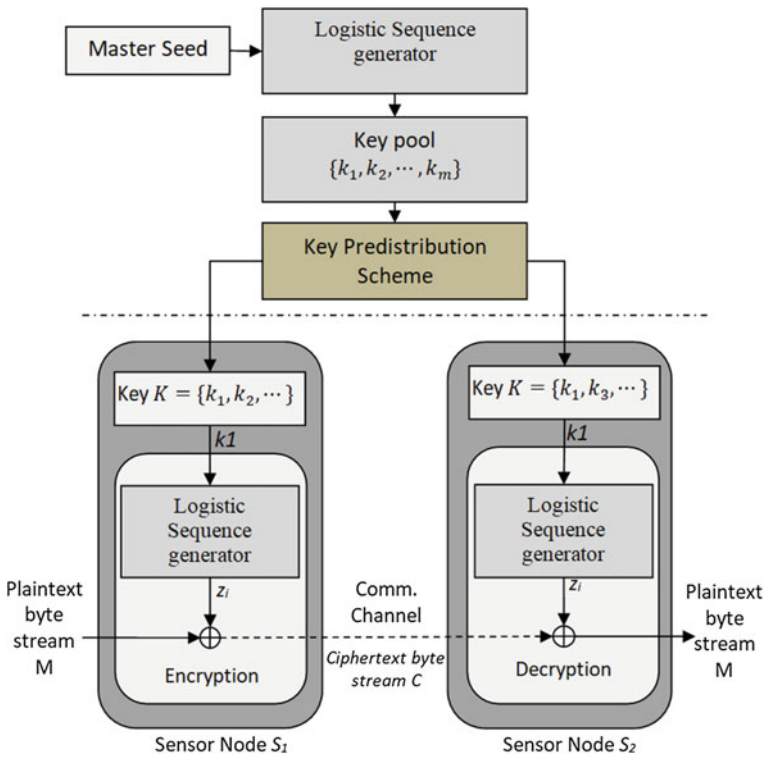 Master Seed
Logistic Sequence
generator
Key pool
{k₁, k₂, ⋯ , kₘ}
Key Predistribution
Scheme
Key K = {k₁, k₂, ⋯ }
k1
Logistic
Sequence
generator
zᵢ
Key K = {k₁, k₃, ⋯ }
k1
Logistic
Sequence
generator
zᵢ
Plaintext
byte
stream
M
Comm.
Channel
Ciphertext byte
stream C
Plaintext
byte
stream
M
Encryption
Decryption
Sensor Node S₁
Sensor Node S₂